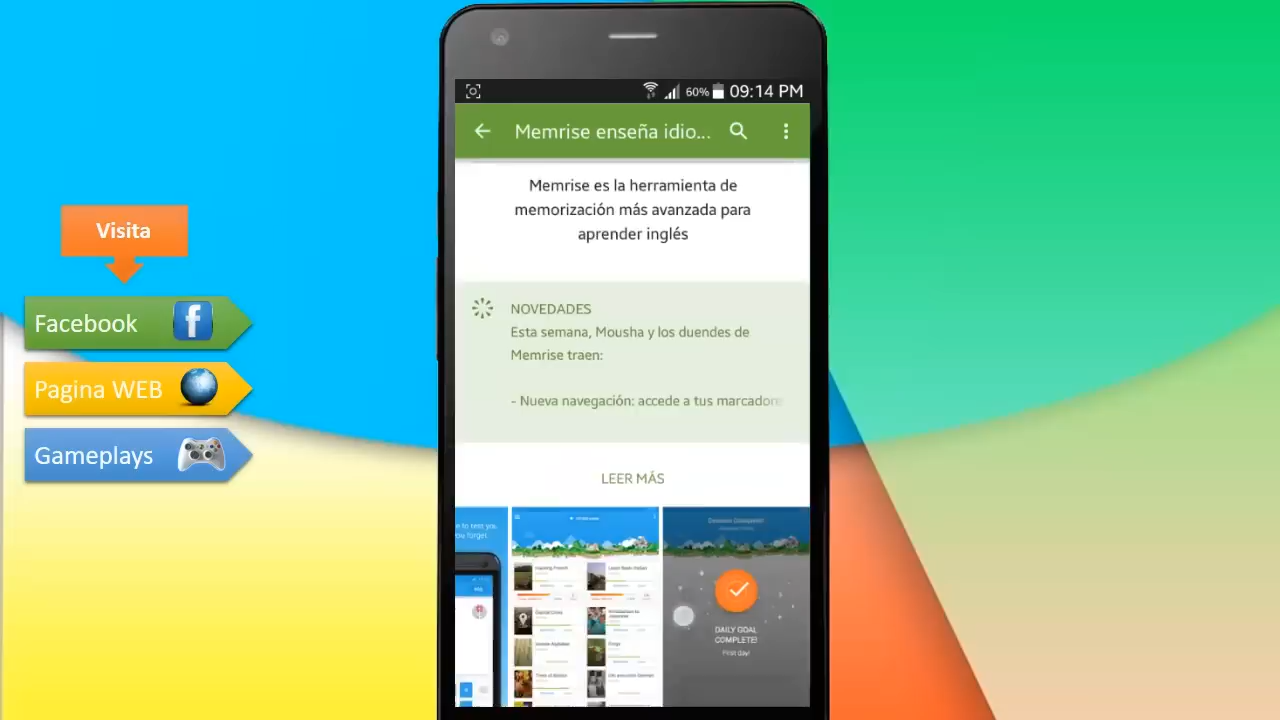 60% 09:14 PM
Memrise enseña idio...
Memrise es la herramienta de
memorización más avanzada para
aprender inglés
Visita
Facebook
Pagina WEB
Gameplays
NOVEDADES
Esta semana, Mousha y los duendes de
Memrise traen:
- Nueva navegación: accede a tus marcadore
LEER MÁS
DAILY GOAL
COMPLETE!
First day!